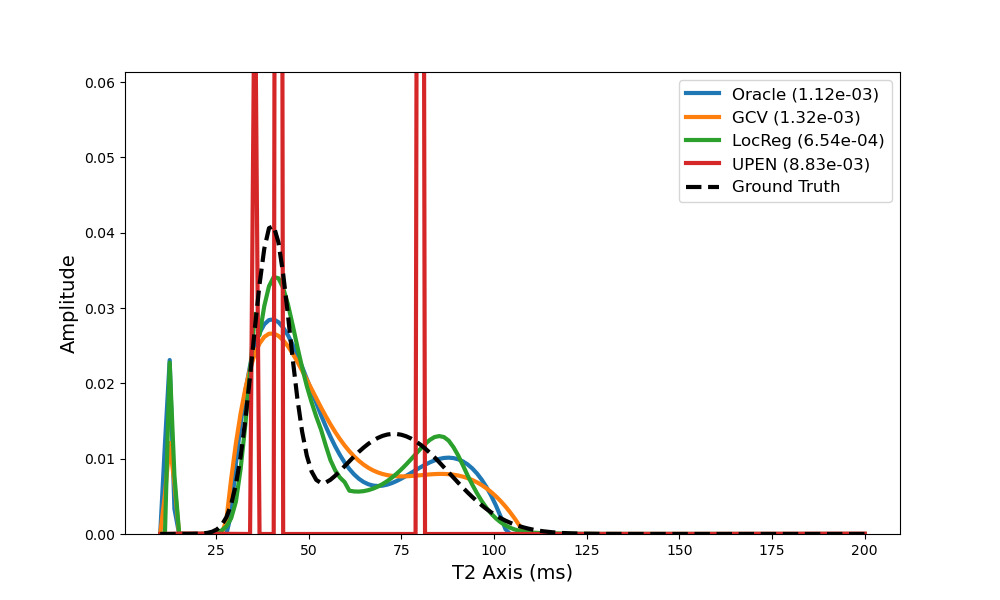 0.06
0.05
0.04
0.03
0.02
0.01
0.00
Amplitude
25 50 75 100 125 150 175 200
T2 Axis (ms)
Oracle (1.12e-03)
GCV (1.32e-03)
LocReg (6.54e-04)
UPEN (8.83e-03)
Ground Truth